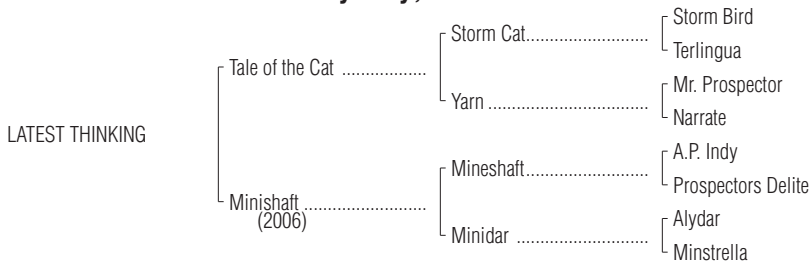 Storm Bird
Storm Cat..............................
Terlingua
Tale of the Cat ..................
Mr. Prospector
Yarn .......................................
Narrate
LATEST THINKING
A.P. Indy
Mineshaft..............................
Prospectors Delite
Minishaft ..........................
(2006)
Alydar
Minidar ................................
Minstrella